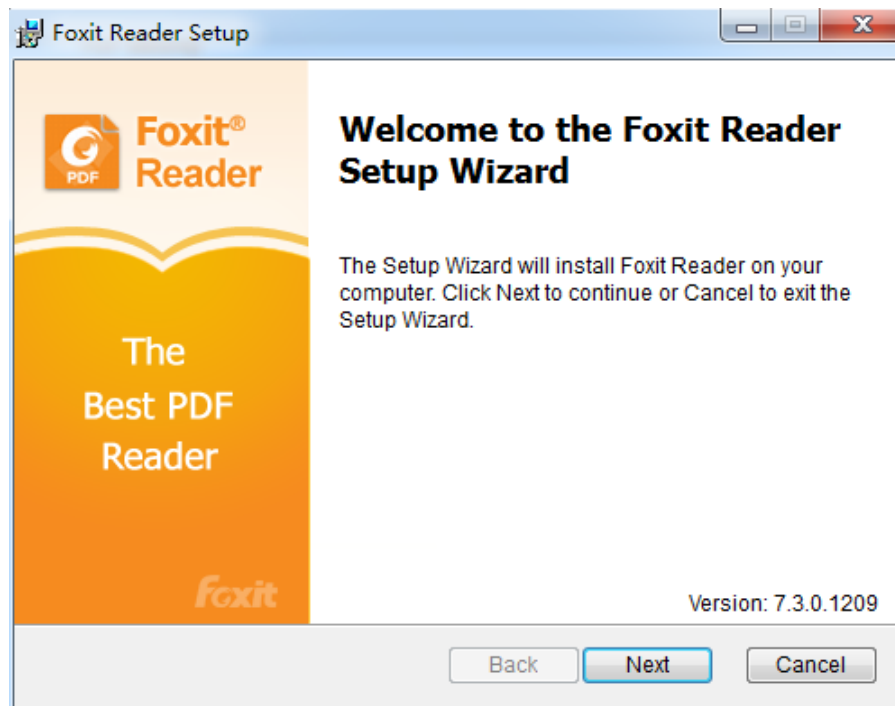 Foxit Reader Setup
Foxit®
Reader
PDF
The
Best PDF
Reader
foxit
Welcome to the Foxit Reader
Setup Wizard
The Setup Wizard will install Foxit Reader on your
computer. Click Next to continue or Cancel to exit the
Setup Wizard.
Version: 7.3.0.1209
Back Next Cancel